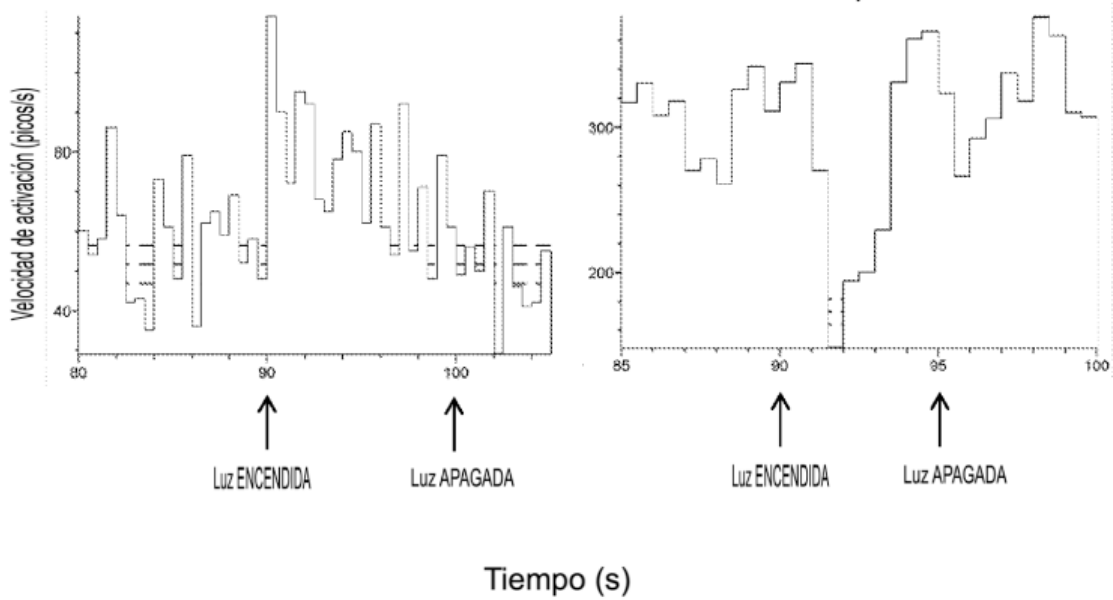 Velocidad de activación (picos/s)
80
40
80
90
100
Luz ENCENDIDA
Luz APAGADA
300
200
85
90
95
100
Luz ENCENDIDA
Luz APAGADA
Tiempo (s)